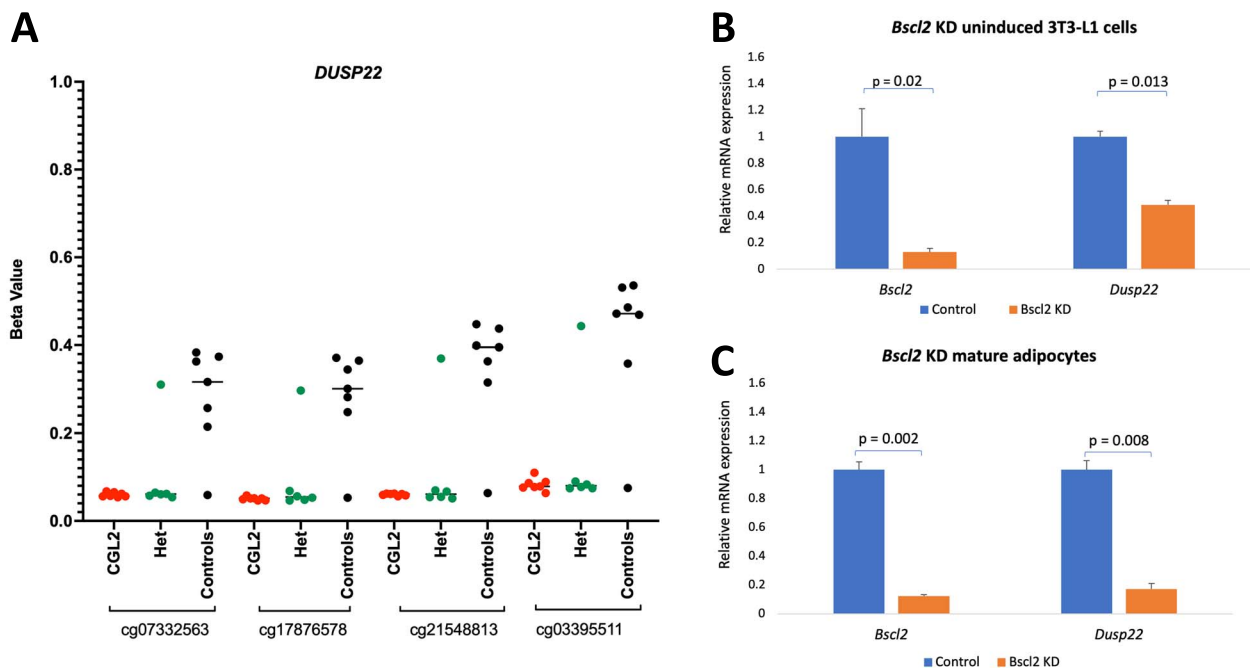 A
DUSP22
Beta Value
1.0
0.8
0.6
0.4
0.2
0.0
CGL2
Het
Controls
CGL2
Het
Controls
CGL2
Het
Controls
CGL2
Het
Controls
cg07332563
cg17876578
cg21548813
cg03395511
B
Bscl2 KD uninduced 3T3-L1 cells
Relative mRNA expression
1.6
1.4
1.2
1
0.8
0.6
0.4
0.2
0
p = 0.02
p = 0.013
Bscl2
Dusp22
Control
Bscl2 KD
C
Bscl2 KD mature adipocytes
Relative mRNA expression
1.6
1.4
1.2
1
0.8
0.6
0.4
0.2
0
p = 0.002
p = 0.008
Bscl2
Dusp22
Control
Bscl2 KD